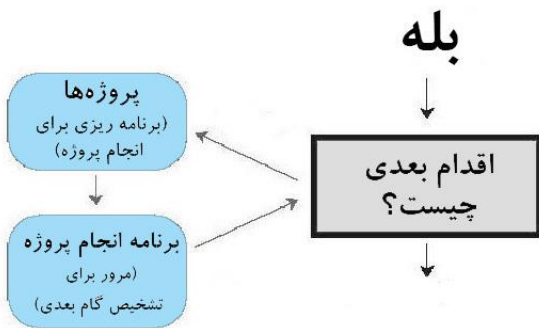 بله
اقدام بعدی
چیست؟
پروژه‌ها
(برنامه ریزی برای
انجام پروژه)
برنامه انجام پروژه
(مرور برای
تشخیص گام بعدی)